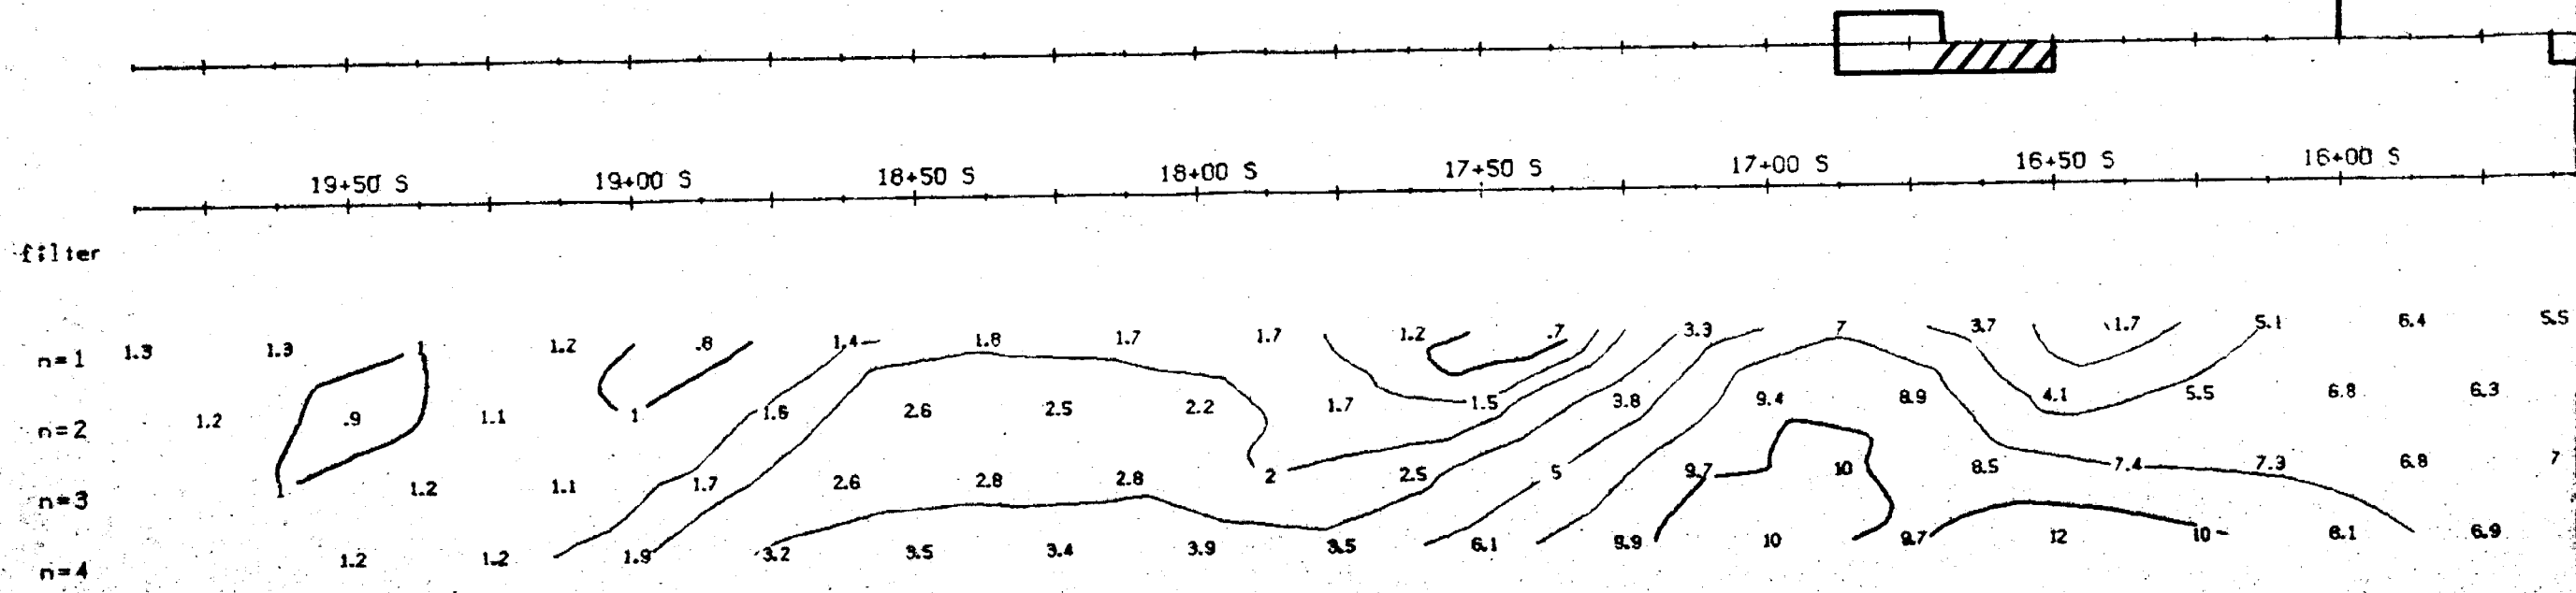 19+50 S 19+00 S 18+50 S 18+00 S 17+50 S 17+00 S 16+50 S 16+00 S
filter
n=1 1.3 1.3 1 1.2 .8 1.4 1.8 1.7 1.7 1.2 .7 3.3 7 3.7 1.7 5.1 6.4 5.5
n=2 1.2 .9 1.1 1 1.6 2.6 2.5 2.2 1.7 1.5 3.8 9.4 8.9 4.1 5.5 6.8 6.3
n=3 1 1.2 1.1 1.7 2.6 2.8 2.8 2 2.5 5 9.7 10 8.5 7.4 7.3 6.8 7
n=4 1.2 1.2 1.9 3.2 3.5 3.4 3.9 3.5 6.1 9.7 10 12 10 6.9